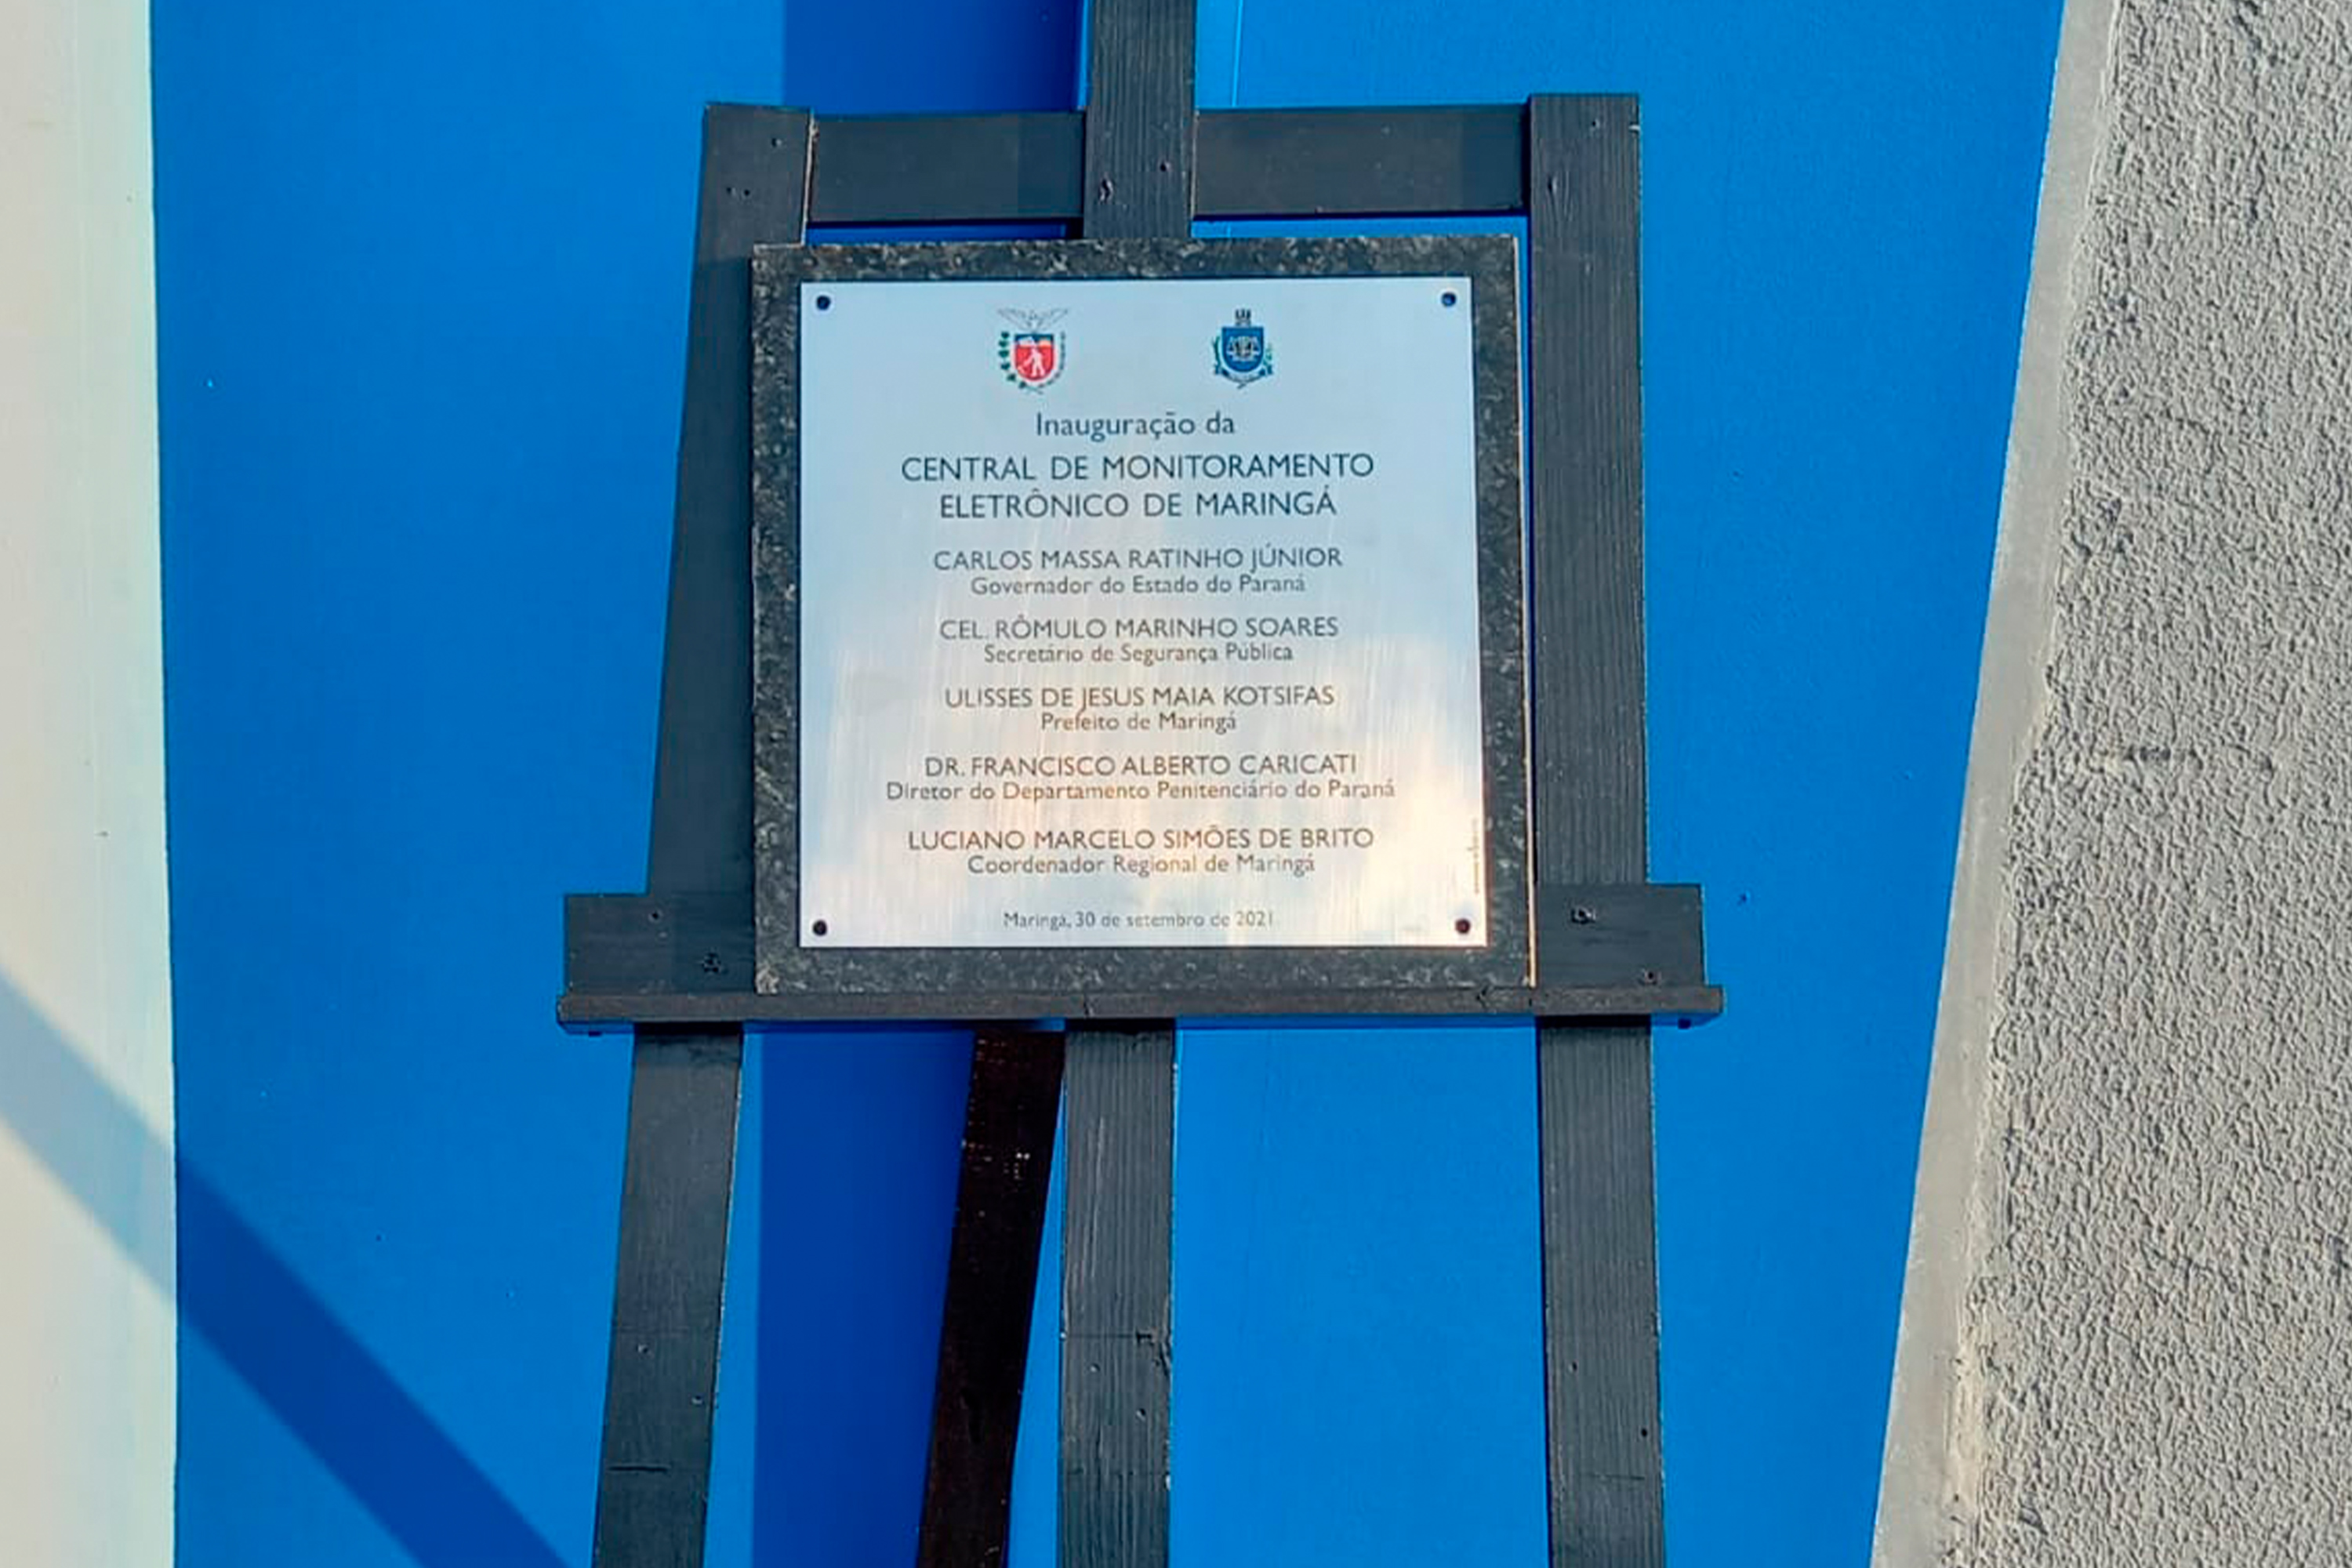 Inauguração da
CENTRAL DE MONITORAMENTO
ELETRÔNICO DE MARINGÁ
CARLOS MASSA RATINHO JÚNIOR
Governador do Estado do Paraná
CEL. RÔMULO MARINHO SOARES
Secretário de Segurança Pública
ULISSES DE JESUS MAIA KOTSIFAS
Prefeito de Maringá
DR. FRANCISCO ALBERTO CARICATI
Diretor do Departamento Penitenciário do Paraná
LUCIANO MARCELO SIMÕES DE BRITO
Coordenador Regional de Maringá
Maringá, 30 de setembro de 2021.